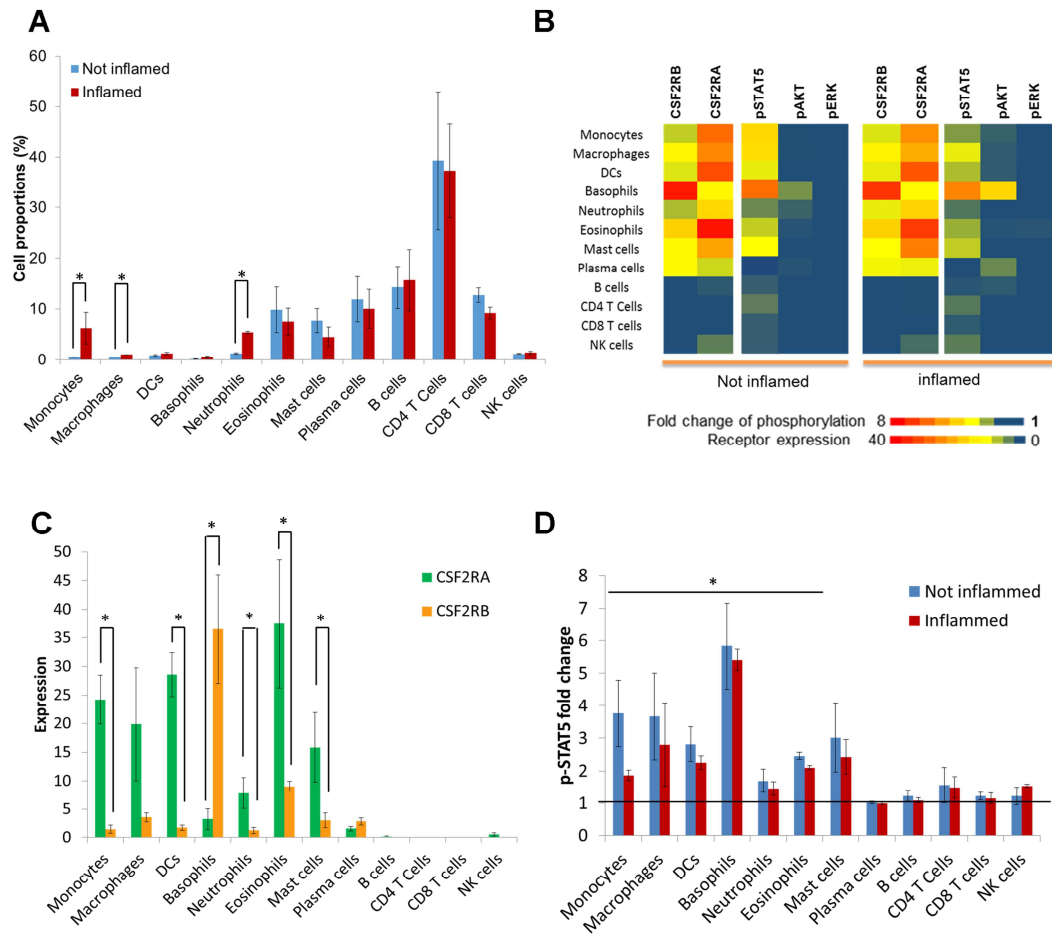 A
Cell proportions (%)
60
50
40
30
20
10
0
Not inflamed
Inflamed
*
*
*
Monocytes
Macrophages
DCs
Basophils
Neutrophils
Eosinophils
Mast cells
Plasma cells
B cells
CD4 T Cells
CD8 T cells
NK cells
B
CSF2RB
CSF2RA
pSTAT5
pAKT
pERK
CSF2RB
CSF2RA
pSTAT5
pAKT
pERK
Monocytes
Macrophages
DCs
Basophils
Neutrophils
Eosinophils
Mast cells
Plasma cells
B cells
CD4 T Cells
CD8 T cells
NK cells
Not inflamed
inflamed
Fold change of phosphorylation 8 1
Receptor expression 40 0
C
Expression
50
45
40
35
30
25
20
15
10
5
0
CSF2RA
CSF2RB
*
*
*
*
*
*
Monocytes
Macrophages
DCs
Basophils
Neutrophils
Eosinophils
Mast cells
Plasma cells
B cells
CD4 T Cells
CD8 T cells
NK cells
D
p-STAT5 fold change
8
7
6
5
4
3
2
1
0
*
Not inflammed
Inflammed
Monocytes
Macrophages
DCs
Basophils
Neutrophils
Eosinophils
Mast cells
Plasma cells
B cells
CD4 T Cells
CD8 T cells
NK cells